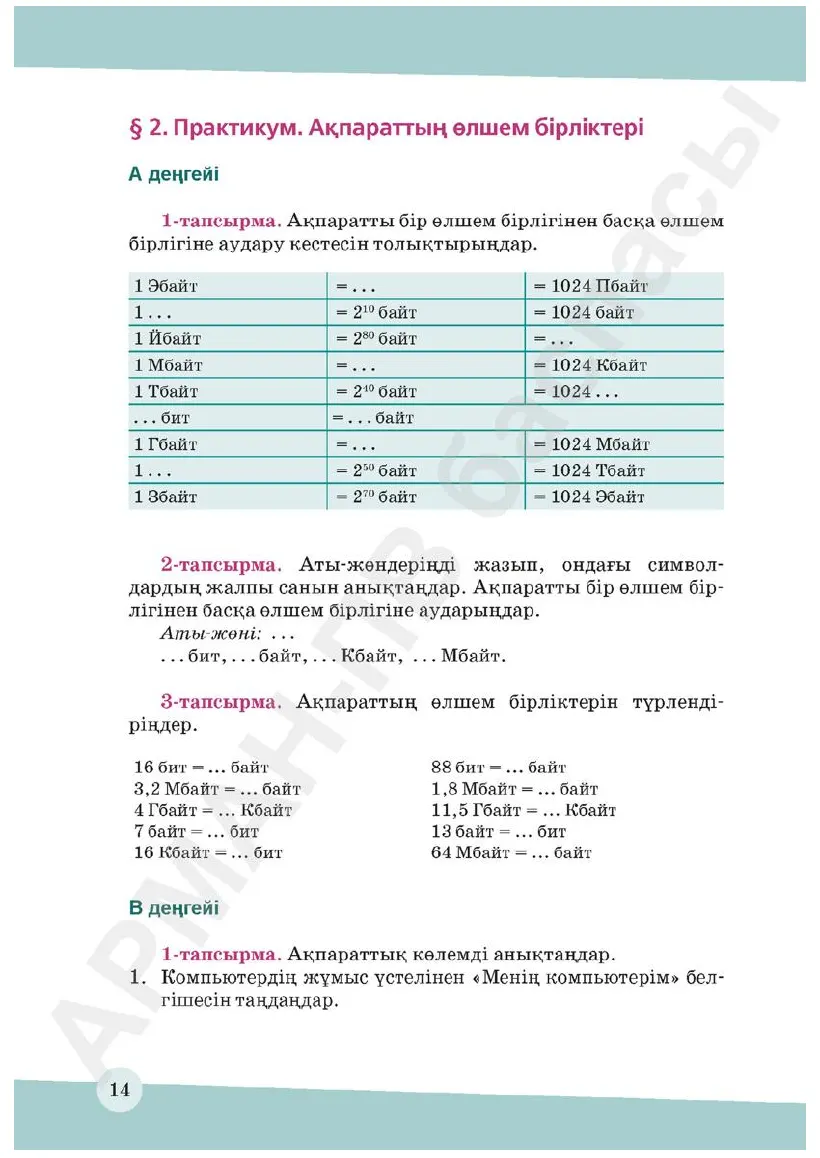 § 2. Практикум. Ақпараттың өлшем бірліктері
А деңгейі
1-тапсырма. Ақпаратты бір өлшем бірлігінен басқа өлшем
бірлігіне аудару кестесін толықтырыңдар.
1 Эбайт = . . . = 1024 Пбайт
1 . . . = 2¹⁰ байт = 1024 байт
1 Йбайт = 2⁸⁰ байт = . . .
1 Мбайт = . . . = 1024 Кбайт
1 Тбайт = 2⁴⁰ байт = 1024 . . .
. . . бит = . . . байт
1 Гбайт = . . . = 1024 Мбайт
1 . . . = 2⁵⁰ байт = 1024 Тбайт
1 Збайт = 2⁷⁰ байт = 1024 Эбайт
2-тапсырма. Аты-жөндеріңді жазып, ондағы символ-
дардың жалпы санын анықтаңдар. Ақпаратты бір өлшем бір-
лігінен басқа өлшем бірлігіне аударыңдар.
Аты-жөні: . . .
. . . бит, . . . байт, . . . Кбайт, . . . Мбайт.
3-тапсырма. Ақпараттың өлшем бірліктерін түрленді-
ріңдер.
16 бит = ... байт
3,2 Мбайт = ... байт
4 Гбайт = ... Кбайт
7 байт = ... бит
16 Кбайт = ... бит
88 бит = ... байт
1,8 Мбайт = ... байт
11,5 Гбайт = ... Кбайт
13 байт = ... бит
64 Мбайт = ... байт
В деңгейі
1-тапсырма. Ақпараттық көлемді анықтаңдар.
1. Компьютердің жұмыс үстелінен «Менің компьютерім» бел-
гішесін таңдаңдар.
14
АРМАН-ПВ баспасы